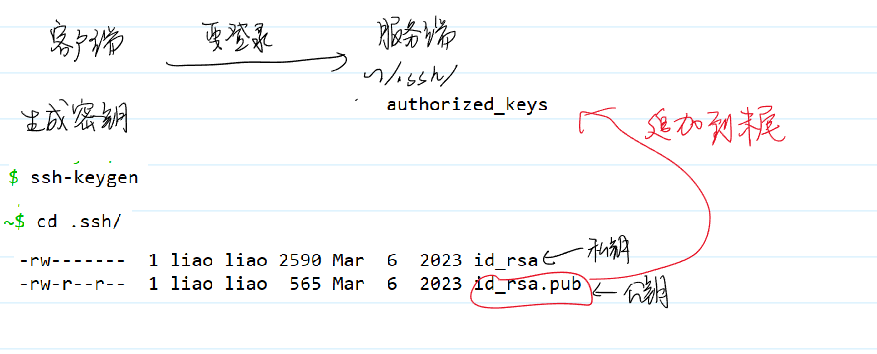 客户端 要登录 服务端
~/.ssh/
authorized_keys
追加到末尾
生成密钥
$ ssh-keygen
~$ cd .ssh/
-rw------- 1 liao liao 2590 Mar 6 2023 id_rsa 私钥
-rw-r--r-- 1 liao liao 565 Mar 6 2023 id_rsa.pub 公钥